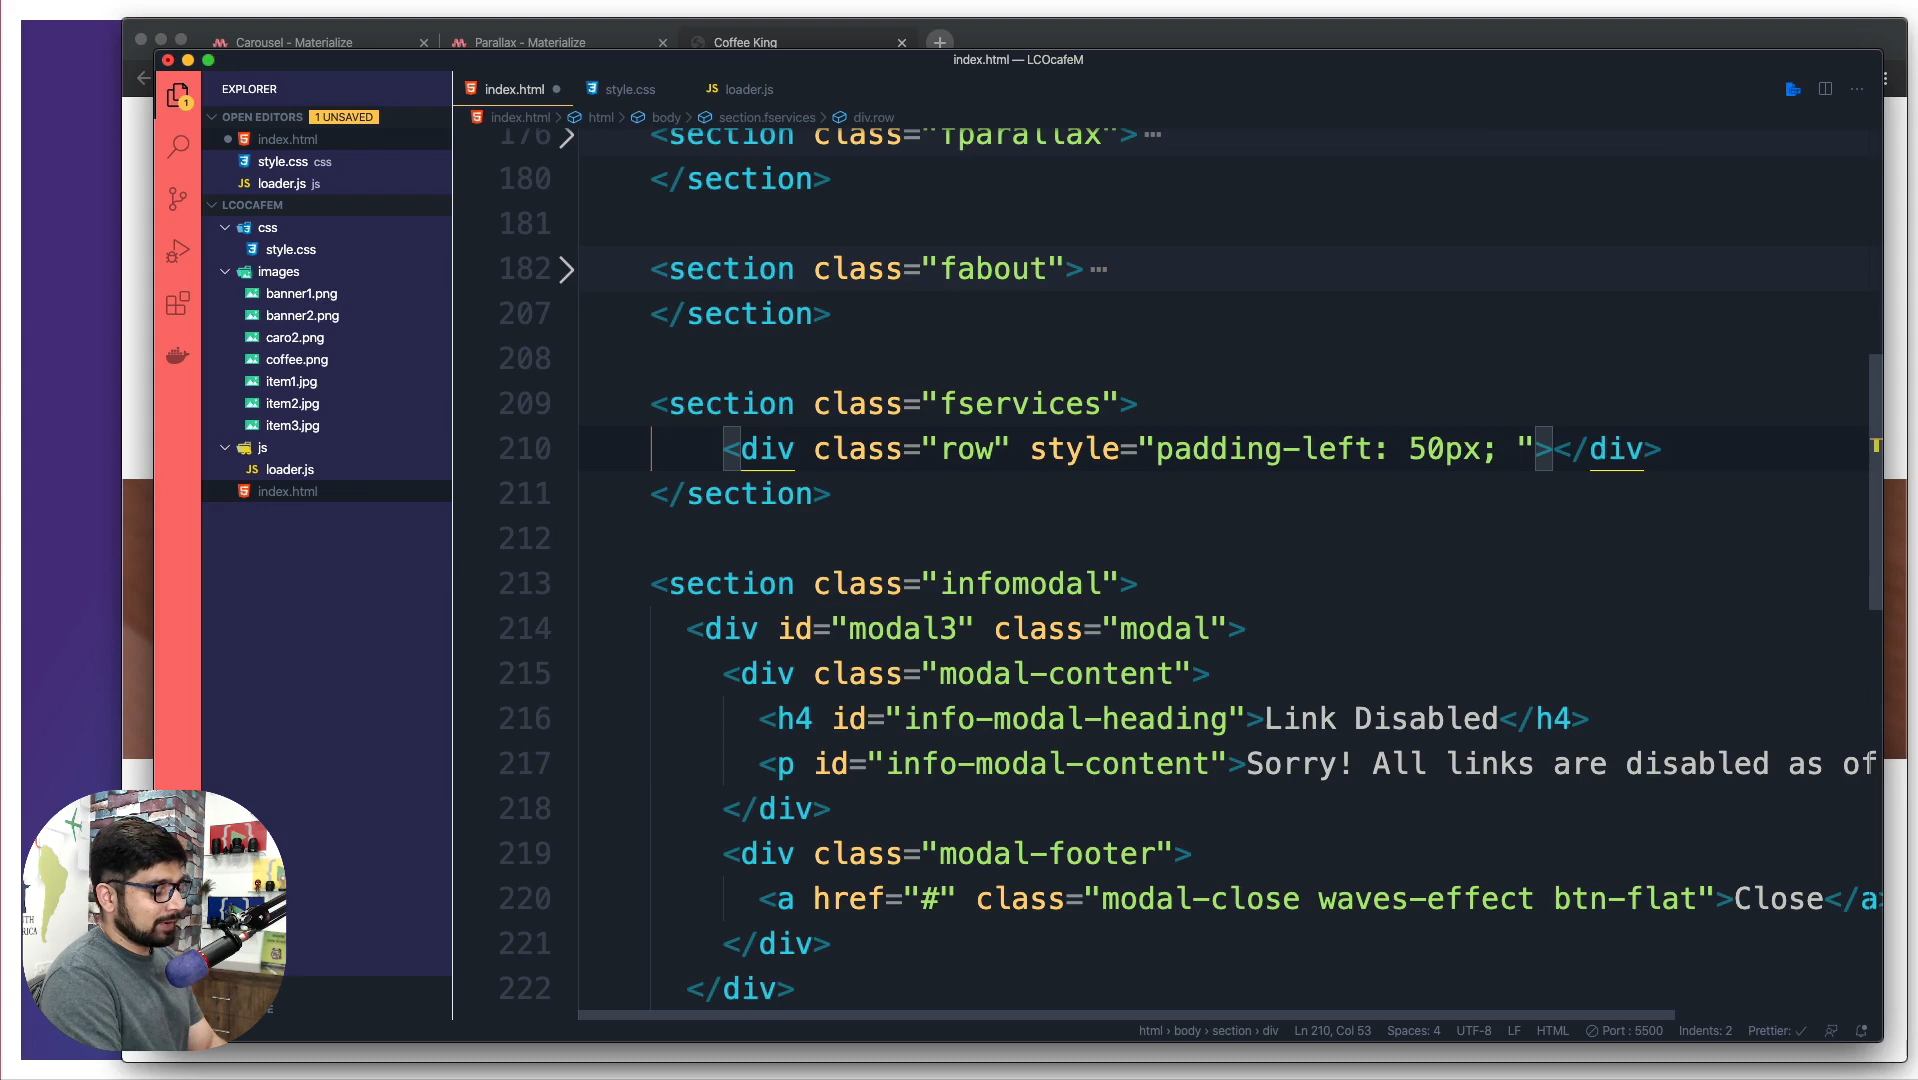 Carousel - Materialize
Parallax - Materialize
Coffee King
index.html — LCOcafeM
EXPLORER
index.html
style.css
loader.js
OPEN EDITORS 1 UNSAVED
index.html > html > body > section.fservices > div.row
index.html
style.css css
loader.js js
LCOCAFEM
css
style.css
images
banner1.png
banner2.png
caro2.png
coffee.png
item1.jpg
item2.jpg
item3.jpg
js
loader.js
index.html
1
176 <section class="fparallax"> ⋯
180 </section>
181
182 <section class="fabout"> ⋯
207 </section>
208
209 <section class="fservices">
210 <div class="row" style="padding-left: 50px; "></div>
211 </section>
212
213 <section class="infomodal">
214 <div id="modal3" class="modal">
215 <div class="modal-content">
216 <h4 id="info-modal-heading">Link Disabled</h4>
217 <p id="info-modal-content">Sorry! All links are disabled as of
218 </div>
219 <div class="modal-footer">
220 <a href="#" class="modal-close waves-effect btn-flat">Close</a>
221 </div>
222 </div>
html › body › section › div
Ln 210, Col 53
Spaces: 4
UTF-8
LF
HTML
Port : 5500
Indents: 2
Prettier: ✓